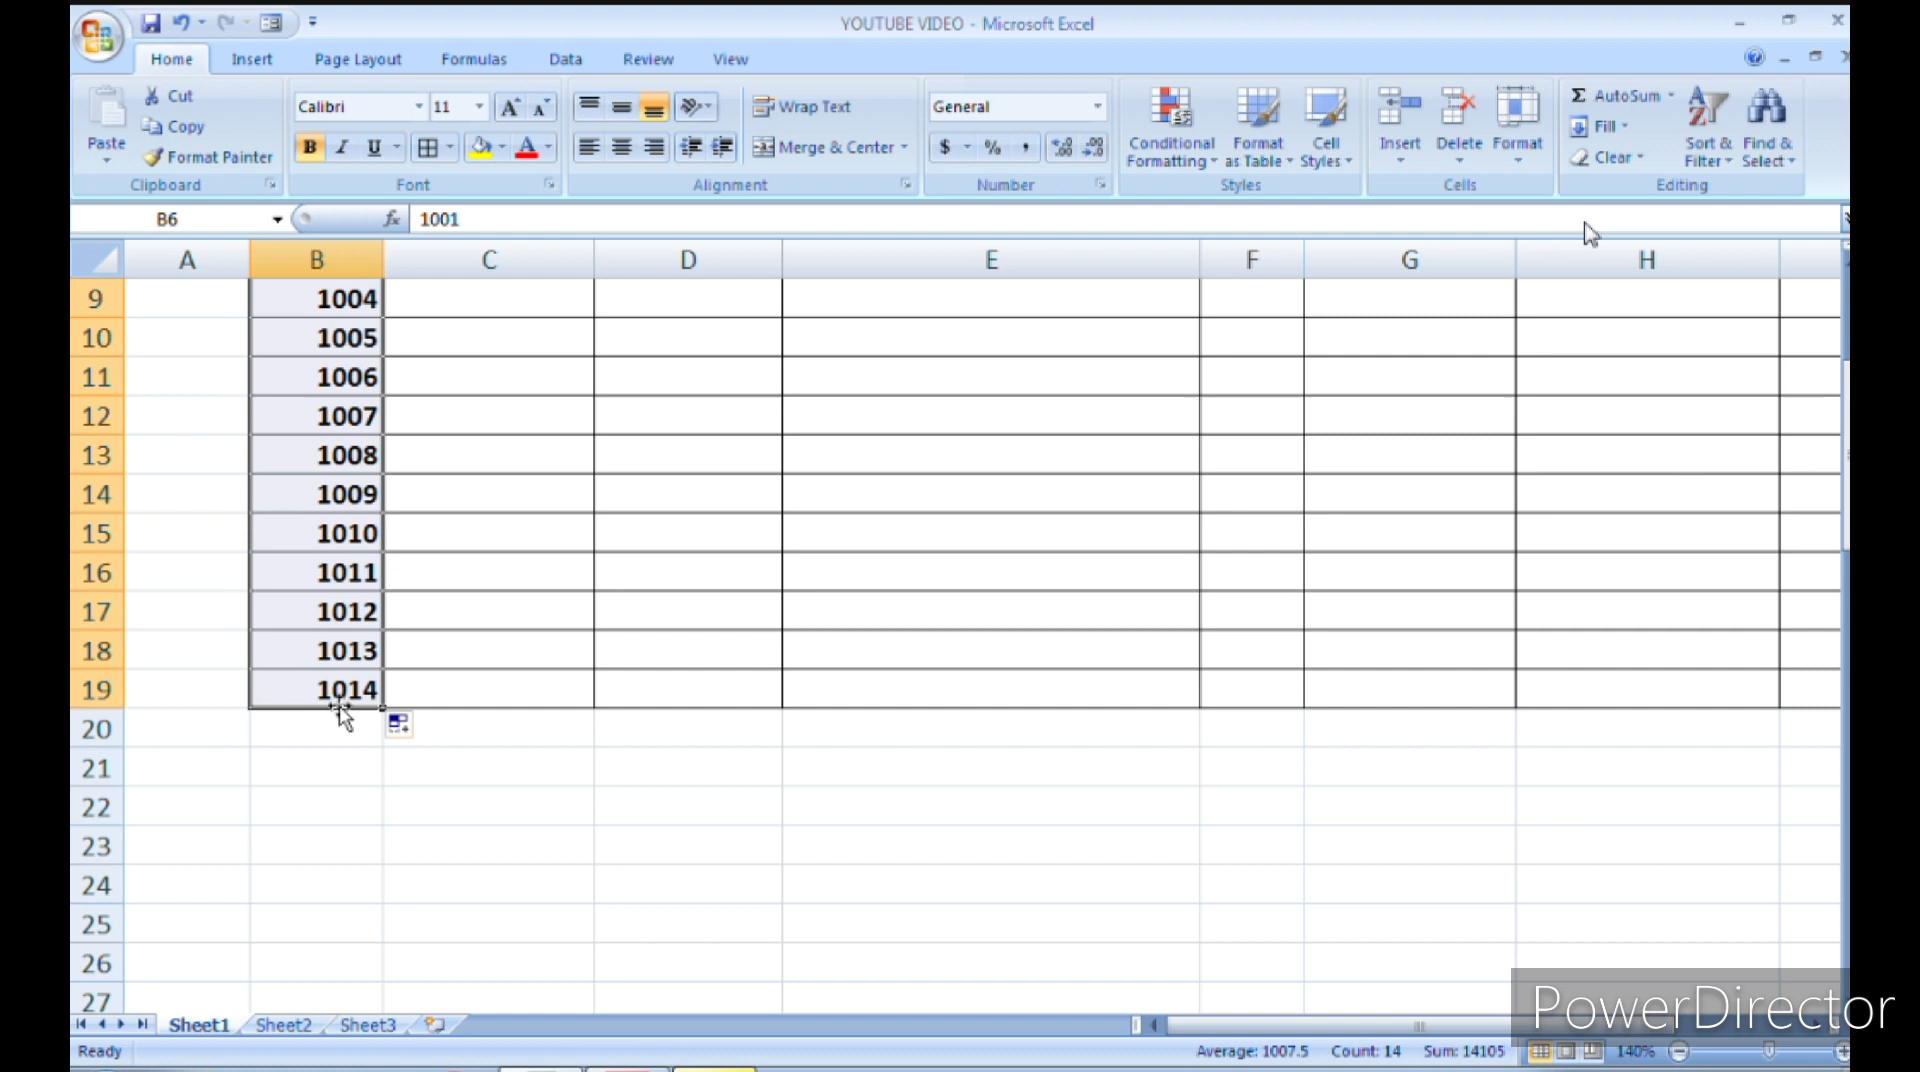 YOUTUBE VIDEO - Microsoft Excel
Home Insert Page Layout Formulas Data Review View
Paste
Cut
Copy
Format Painter
Clipboard
Calibri 11
B I U
Font
Wrap Text
Merge & Center
Alignment
General
$ % ,
Number
Conditional Formatting
Format as Table
Cell Styles
Styles
Insert Delete Format
Cells
Σ AutoSum
Fill
Clear
Sort & Filter
Find & Select
Editing
B6 fx 1001
A B C D E F G H
9 1004
10 1005
11 1006
12 1007
13 1008
14 1009
15 1010
16 1011
17 1012
18 1013
19 1014
20
21
22
23
24
25
26
27
Sheet1 Sheet2 Sheet3
Ready Average: 1007.5 Count: 14 Sum: 14105 140%
PowerDirector